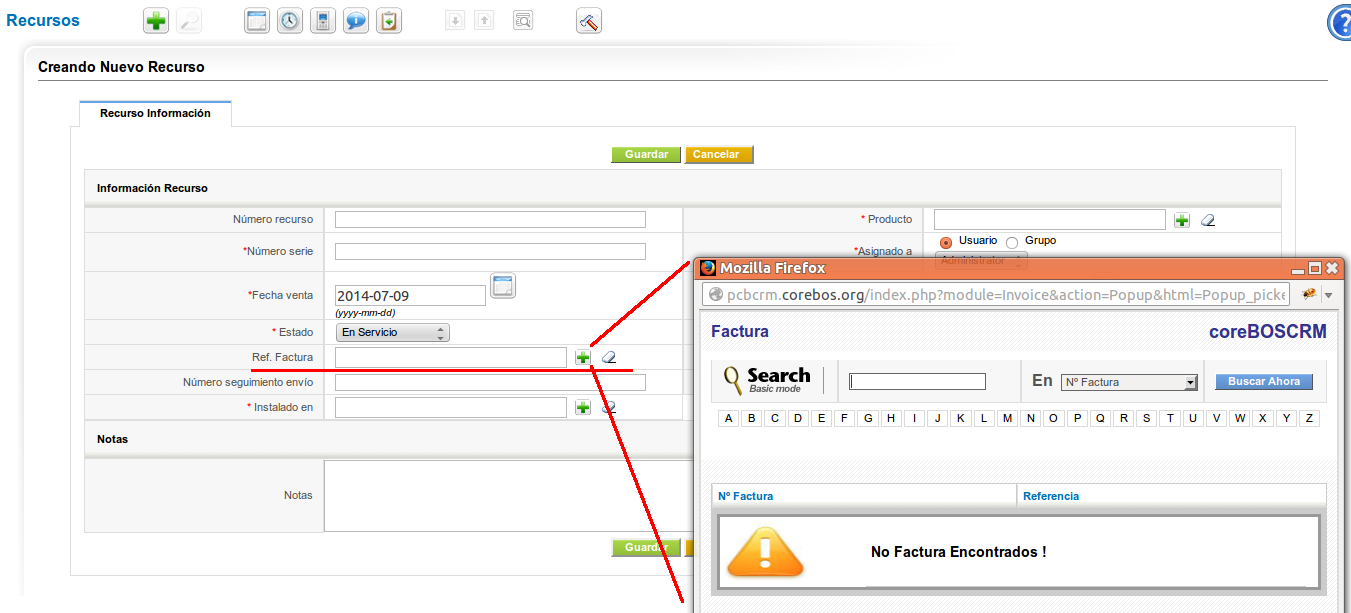 Recursos
Creando Nuevo Recurso
Recurso Información
Guardar Cancelar
Información Recurso
Número recurso
* Producto
*Número serie
*Asignado a
Usuario Grupo
Administrator
*Fecha venta
2014-07-09
(yyyy-mm-dd)
* Estado
En Servicio
Ref. Factura
Número seguimiento envío
* Instalado en
Notas
Notas
Guardar
Mozilla Firefox
pcbcrm.corebos.org/index.php?module=Invoice&action=Popup&html=Popup_picke
Factura
coreBOSCRM
Search
Basic mode
En
Nº Factura
Buscar Ahora
A B C D E F G H I J K L M N O P Q R S T U V W X Y Z
Nº Factura
Referencia
No Factura Encontrados !